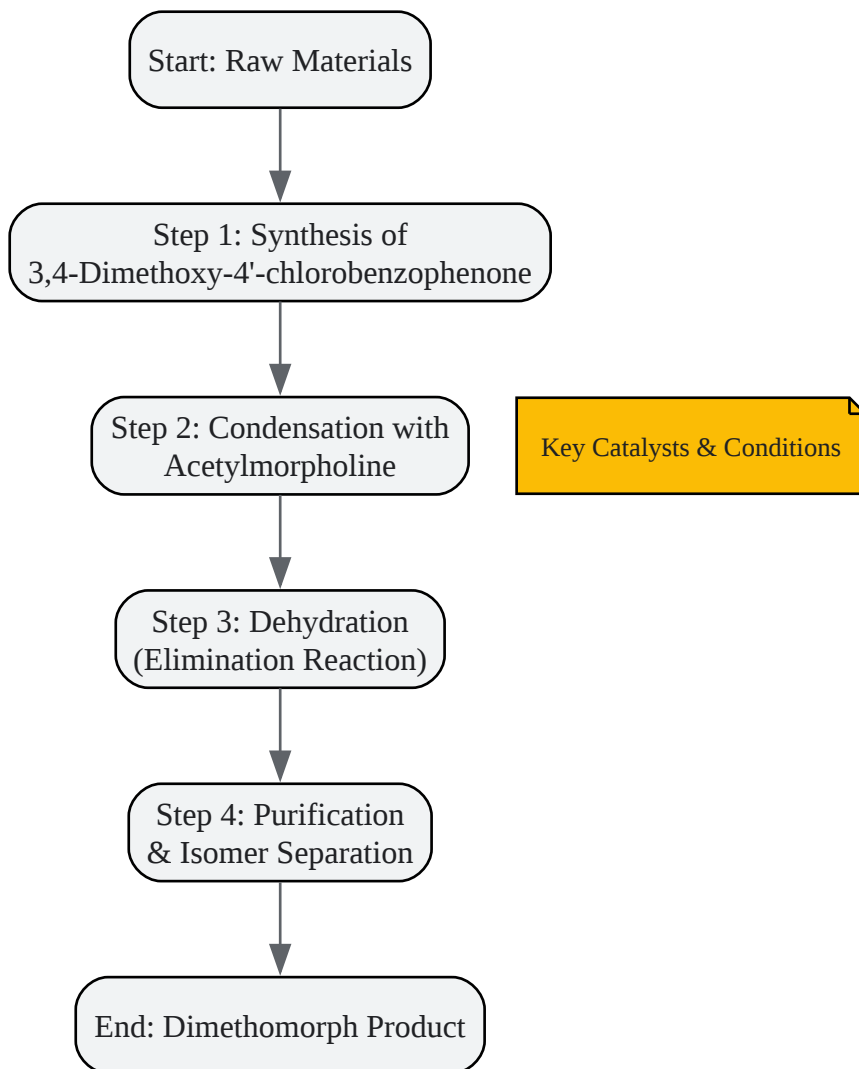 Start: Raw Materials
Step 1: Synthesis of
3,4-Dimethoxy-4'-chlorobenzophenone
Step 2: Condensation with
Acetylmorpholine
Key Catalysts & Conditions
Step 3: Dehydration
(Elimination Reaction)
Step 4: Purification
& Isomer Separation
End: Dimethomorph Product